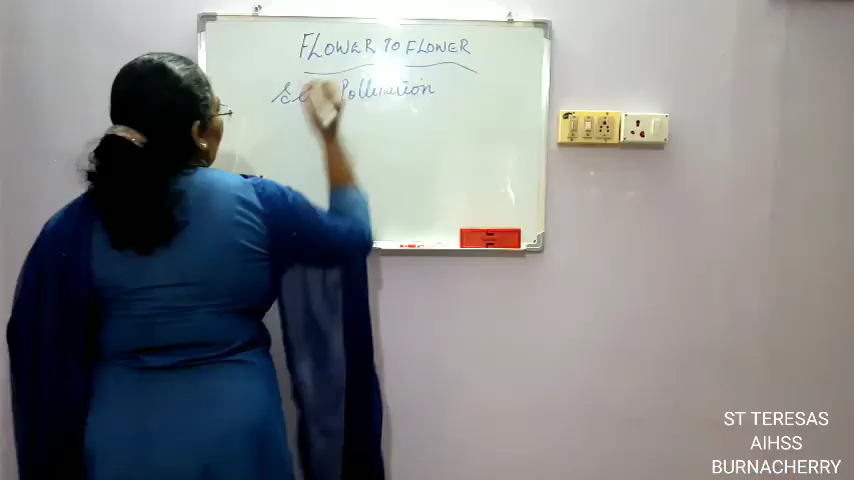 FLOWER TO FLOWER
Pollination
ST TERESAS
AIHSS
BURNACHERRY